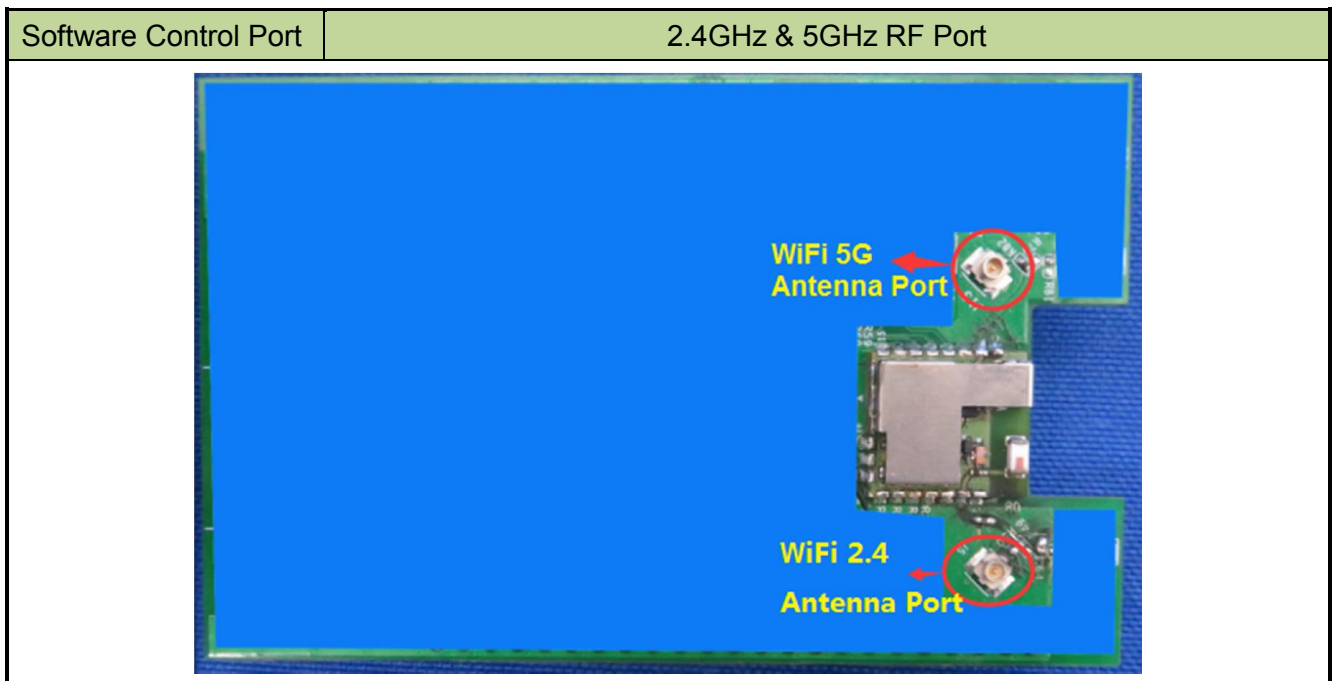 Software Control Port
2.4GHz & 5GHz RF Port
WiFi 5G
Antenna Port
WiFi 2.4
Antenna Port